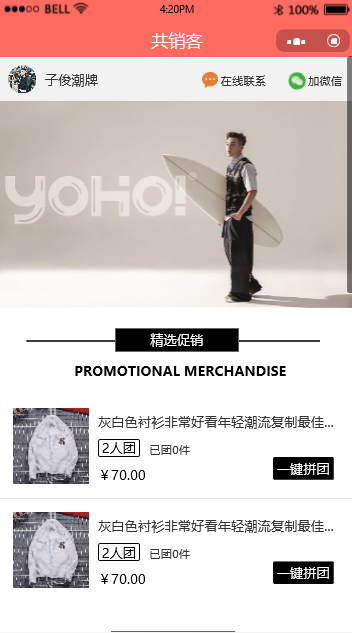 BELL 4:20PM 100%
共销客
子俊潮牌 在线联系 加微信
YOHO!
精选促销
PROMOTIONAL MERCHANDISE
灰白色衬衫非常好看年轻潮流复制最佳...
2人团 已团0件
¥70.00 一键拼团
灰白色衬衫非常好看年轻潮流复制最佳...
2人团 已团0件
¥70.00 一键拼团